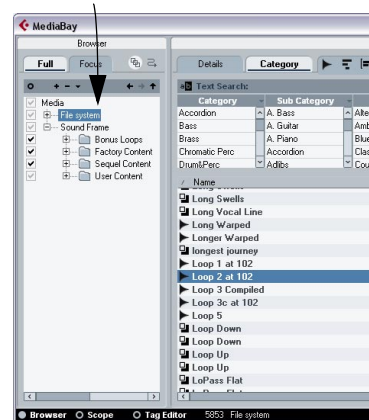 MediaBay
Browser
Full Focus
Details Category
Text Search:
Category Sub Category
Media
File system
Sound Frame
Bonus Loops
Factory Content
Sequel Content
User Content
Accordion A. Bass
Bass A. Guitar
Brass A. Piano
Chromatic Perc Accordion
Drum&Perc Adlibs
Name
Long Swells
Long Vocal Line
Long Warped
Longer Warped
longest journey
Loop 1 at 102
Loop 2 at 102
Loop 3 Compiled
Loop 3c at 102
Loop 5
Loop Down
Loop Down
Loop Up
Loop Up
LoPass Flat
Browser Scope Tag Editor 5853 File system